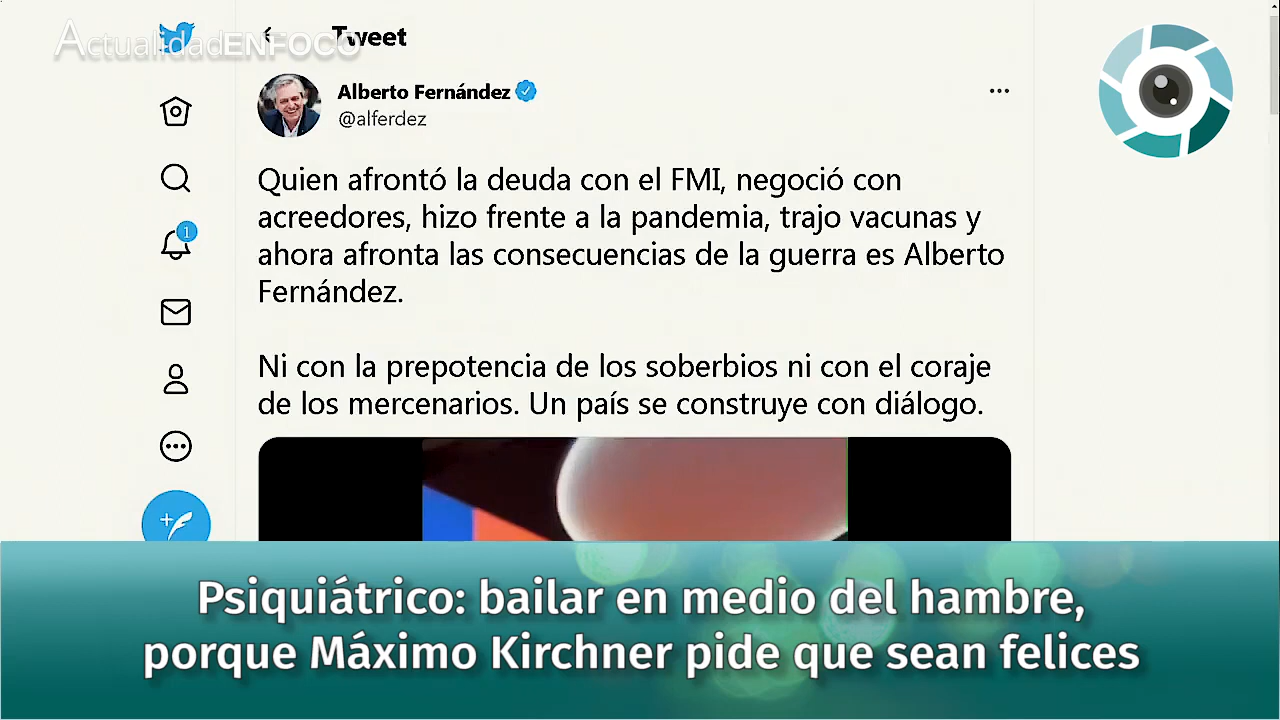 ActualidadENFOCO
Tweet
Alberto Fernández
@alferdez
Quien afrontó la deuda con el FMI, negoció con
acreedores, hizo frente a la pandemia, trajo vacunas y
ahora afronta las consecuencias de la guerra es Alberto
Fernández.
Ni con la prepotencia de los soberbios ni con el coraje
de los mercenarios. Un país se construye con diálogo.
1
Psiquiátrico: bailar en medio del hambre,
porque Máximo Kirchner pide que sean felices